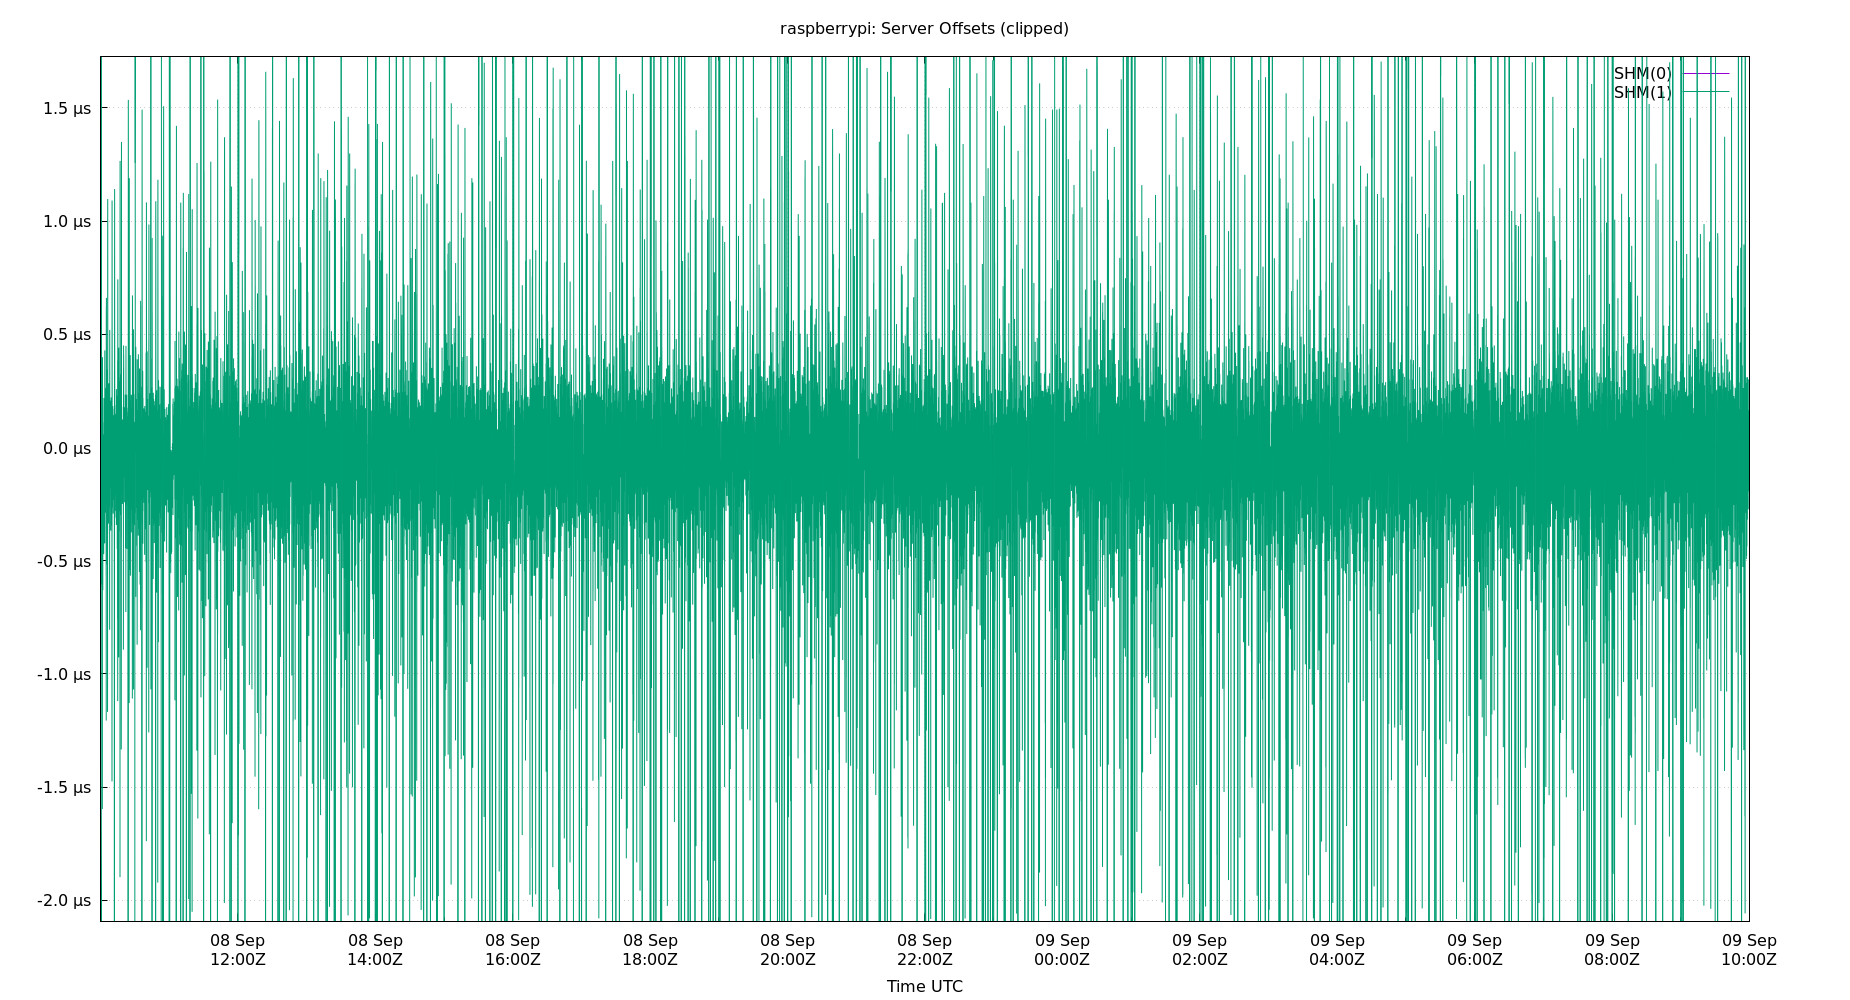 raspberrypi: Server Offsets (clipped)
SHM(0)
SHM(1)
1.5 µs
1.0 µs
0.5 µs
0.0 µs
-0.5 µs
-1.0 µs
-1.5 µs
-2.0 µs
08 Sep 08 Sep 08 Sep 08 Sep 08 Sep 08 Sep 09 Sep 09 Sep 09 Sep 09 Sep 09 Sep 09 Sep
12:00Z 14:00Z 16:00Z 18:00Z 20:00Z 22:00Z 00:00Z 02:00Z 04:00Z 06:00Z 08:00Z 10:00Z
Time UTC